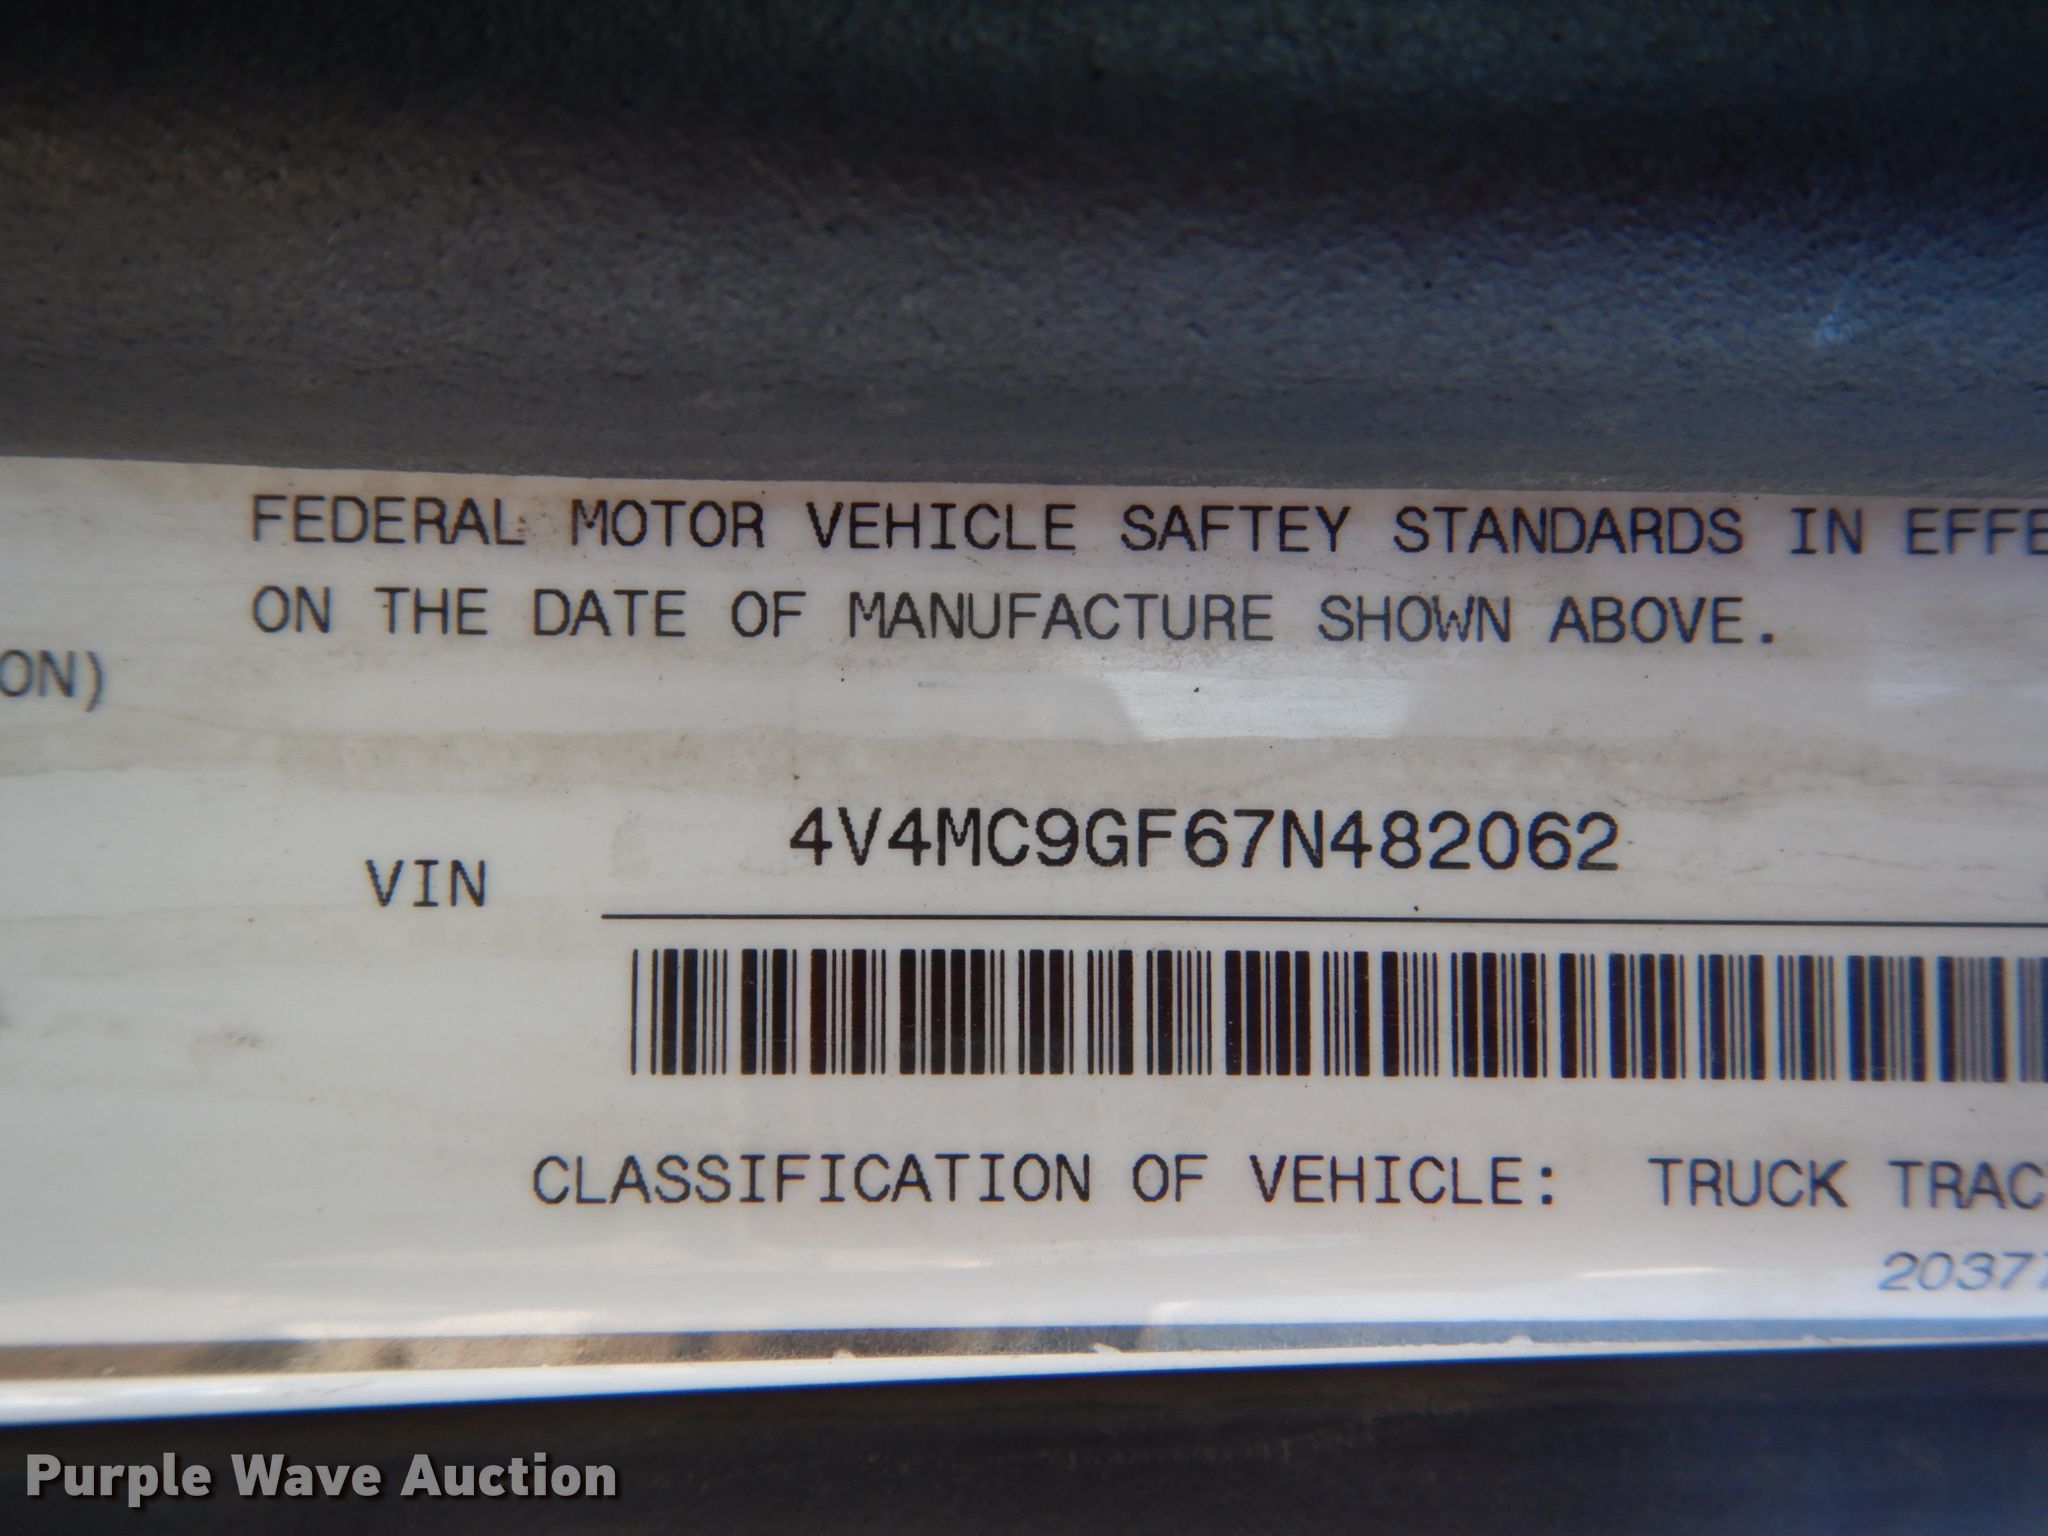 FEDERAL MOTOR VEHICLE SAFTEY STANDARDS IN EFFE
ON THE DATE OF MANUFACTURE SHOWN ABOVE.
ON)
4V4MC9GF67N482062
VIN
CLASSIFICATION OF VEHICLE: TRUCK TRAC
20377
Purple Wave Auction